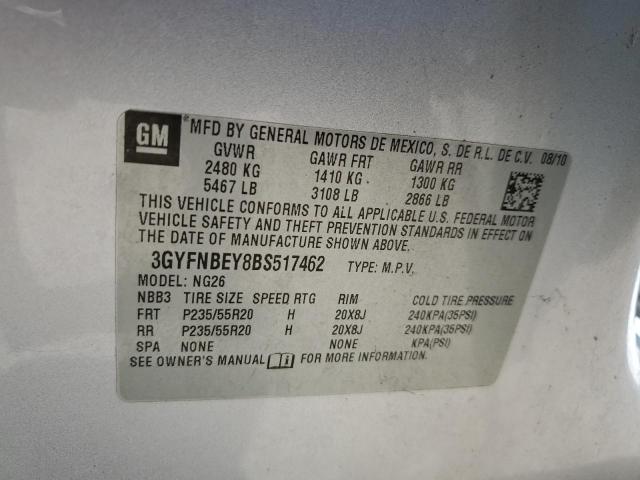 GM *MFD BY GENERAL MOTORS DE MEXICO, S. DE R.L. DE C.V. 08/10
GVWR GAWR FRT GAWR RR
2480 KG 1410 KG 1300 KG
5467 LB 3108 LB 2866 LB
THIS VEHICLE CONFORMS TO ALL APPLICABLE U.S. FEDERAL MOTOR
VEHICLE SAFETY AND THEFT PREVENTION STANDARDS IN EFFECT ON
THE DATE OF MANUFACTURE SHOWN ABOVE.
3GYFNBEY8BS517462 TYPE: M.P.V.
MODEL: NG26
NBB3 TIRE SIZE SPEED RTG RIM COLD TIRE PRESSURE
FRT P235/55R20 H 20X8J 240KPA(35PSI)
RR P235/55R20 H 20X8J 240KPA(35PSI)
SPA NONE NONE KPA(PSI)
SEE OWNER'S MANUAL FOR MORE INFORMATION.